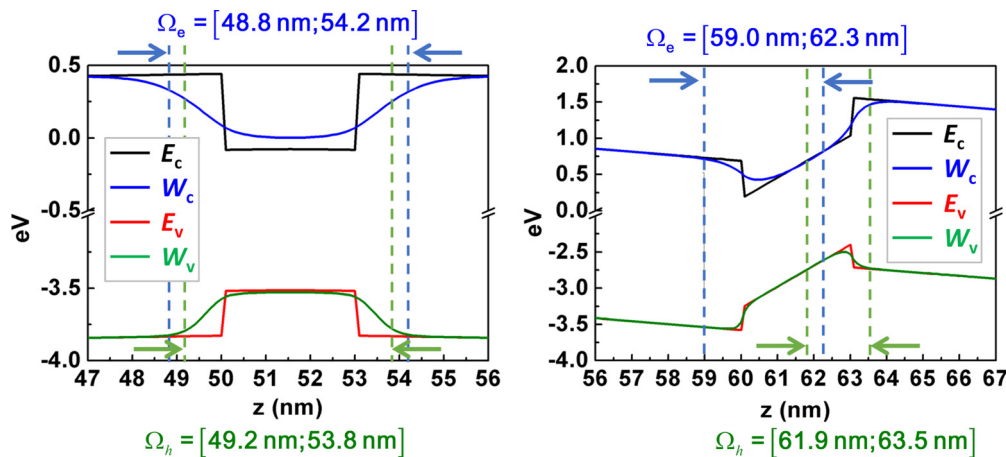 Ωe = [48.8 nm;54.2 nm]
0.5
0.0
-0.5
-3.5
-4.0
eV
Ec
Wc
Ev
Wv
47 48 49 50 51 52 53 54 55 56
z (nm)
Ωh = [49.2 nm;53.8 nm]
Ωe = [59.0 nm;62.3 nm]
2.0
1.5
1.0
0.5
0.0
-2.5
-3.0
-3.5
-4.0
eV
Ec
Wc
Ev
Wv
56 57 58 59 60 61 62 63 64 65 66 67
z (nm)
Ωh = [61.9 nm;63.5 nm]